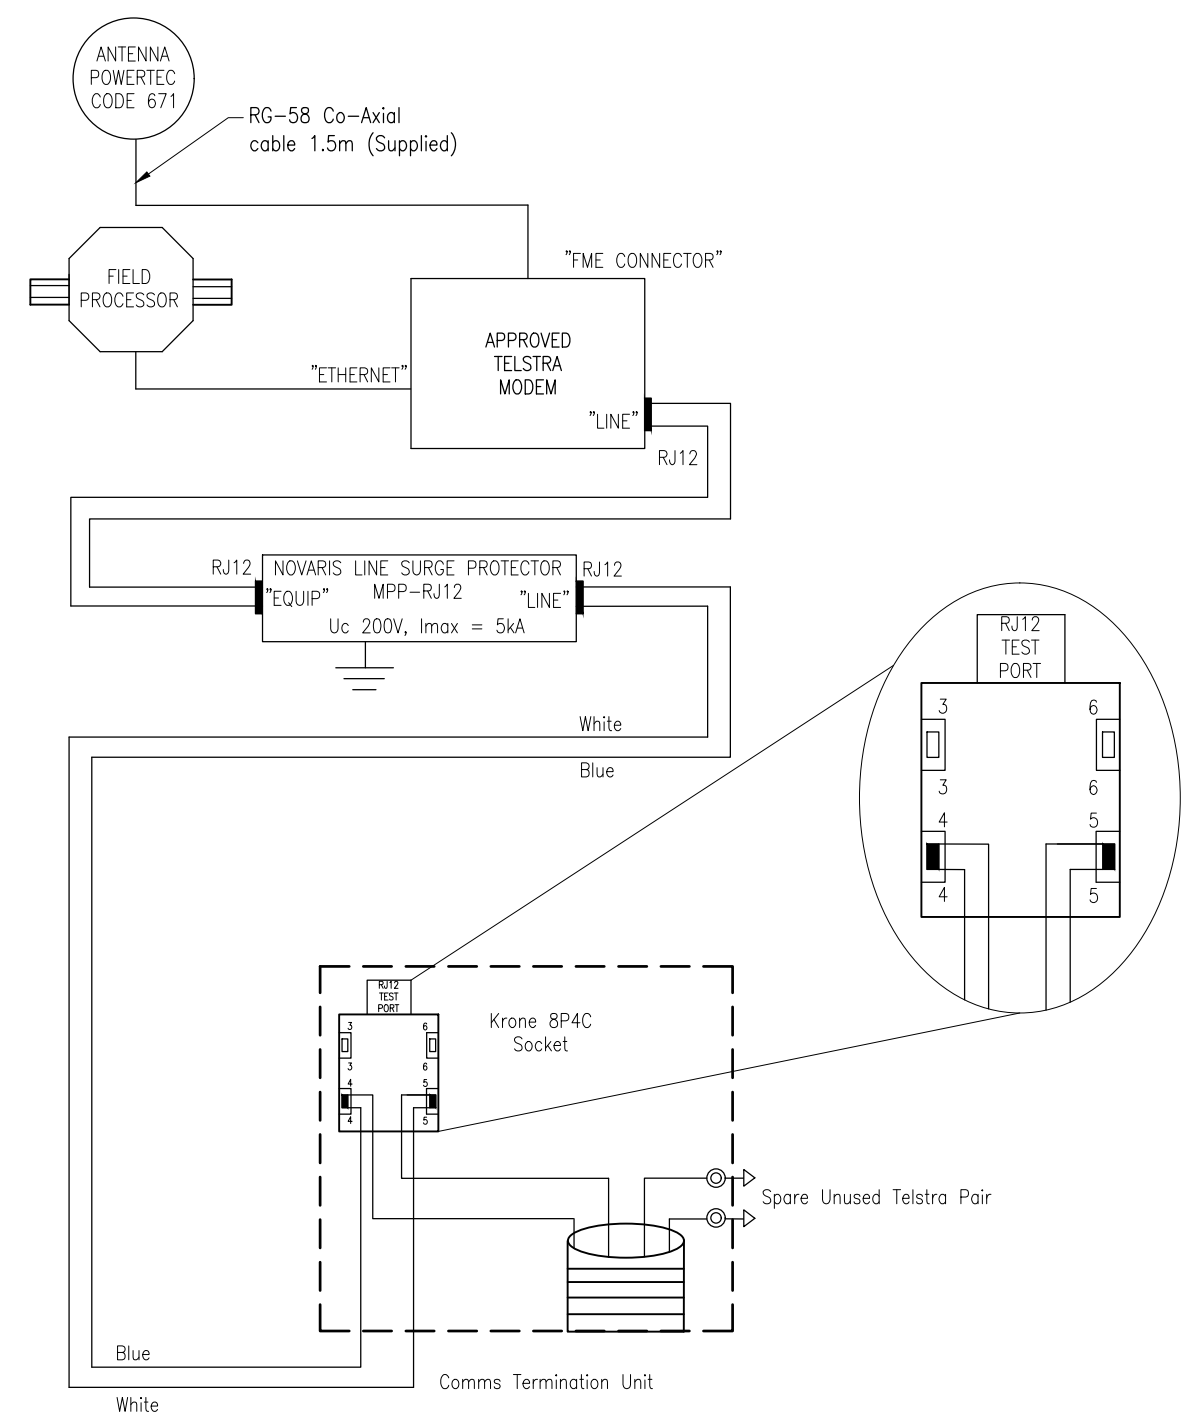 ANTENNA
POWERTEC
CODE 671
RG-58 Co-Axial
cable 1.5m (Supplied)
"FME CONNECTOR"
FIELD
PROCESSOR
APPROVED
TELSTRA
MODEM
"ETHERNET"
"LINE"
RJ12
RJ12
NOVARIS LINE SURGE PROTECTOR
RJ12
MPP-RJ12
"EQUIP"
"LINE"
Uc 200V, Imax = 5kA
RJ12
TEST
PORT
3
6
3
6
4
5
4
5
White
Blue
RJ12
TEST
PORT
3
6
3
6
4
5
4
5
Krone 8P4C
Socket
Spare Unused Telstra Pair
Blue
White
Comms Termination Unit